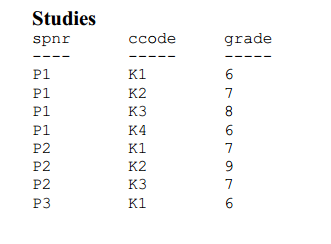 Studies
spnr ccode grade
---- ----- -----
P1 K1 6
P1 K2 7
P1 K3 8
P1 K4 6
P2 K1 7
P2 K2 9
P2 K3 7
P3 K1 6